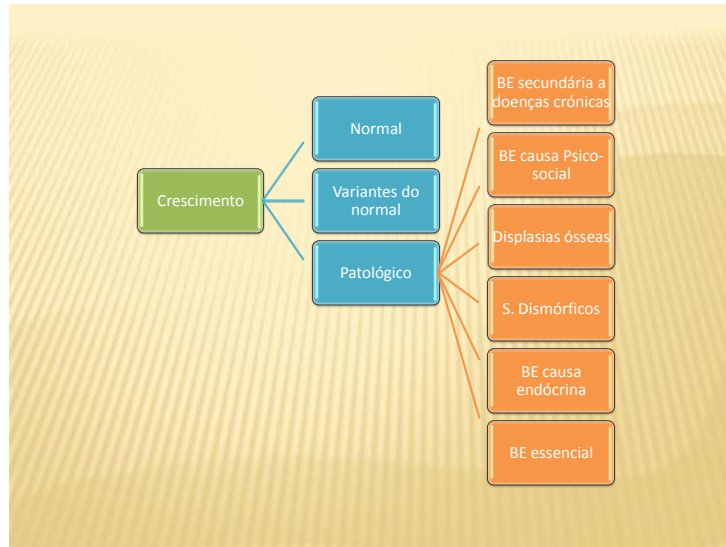 Crescimento
Normal
Variantes do
normal
Patológico
BE secundária a
doenças crónicas
BE causa Psico-
social
Displasias ósseas
S. Dismórficos
BE causa
endócrina
BE essencial